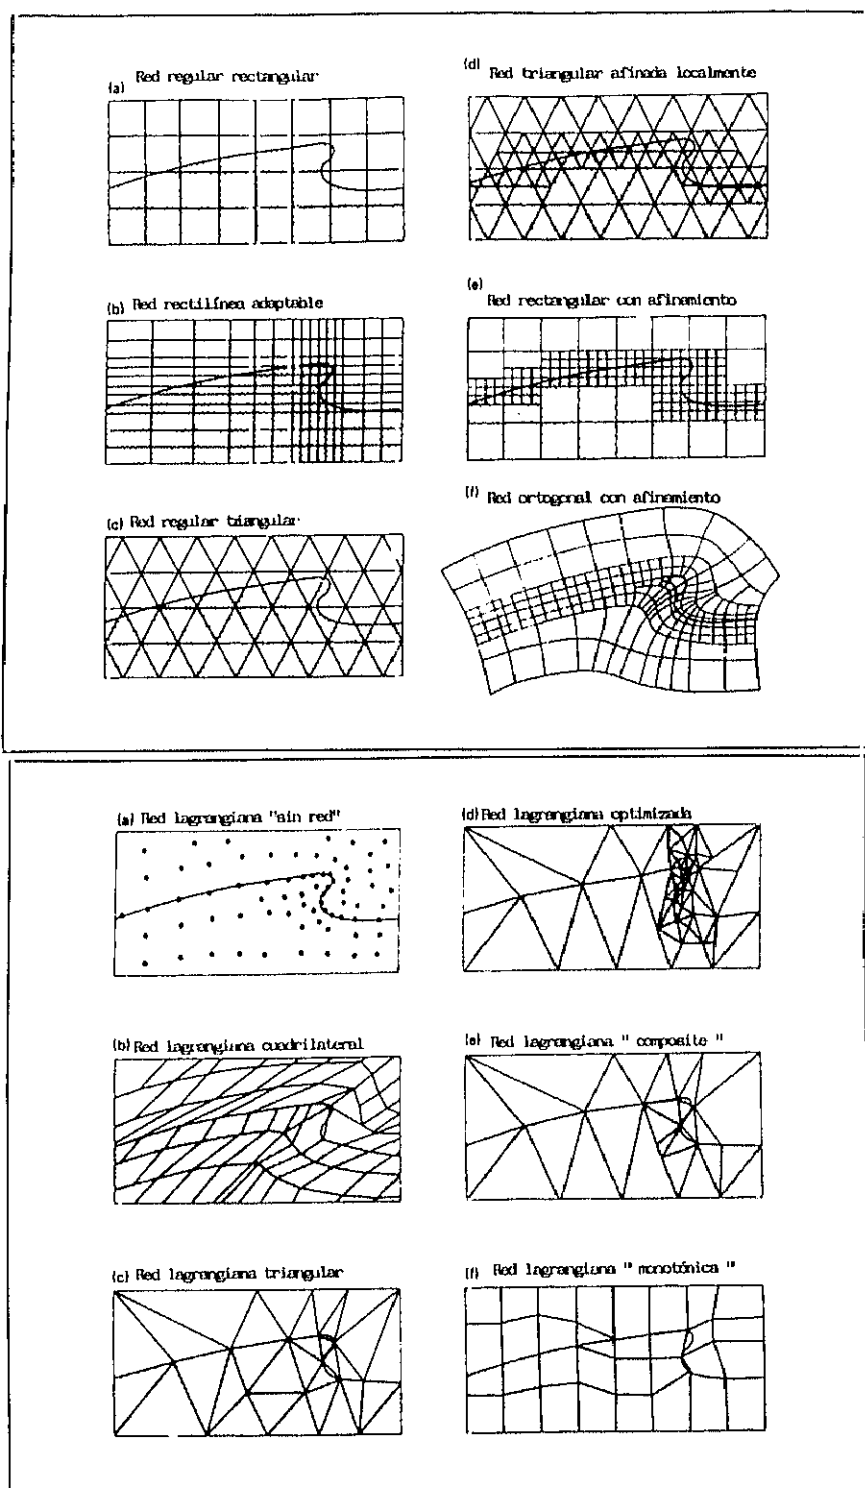 (a) Red regular rectangular
(b) Red rectilínea adaptable
(c) Red regular triangular
(d) Red triangular afinada localmente
(e) Red rectangular con afinamiento
(f) Red ortogonal con afinamiento
(a) Red lagrangiana "sin red"
(b) Red lagrangiana cuadrilateral
(c) Red lagrangiana triangular
(d) Red lagrangiana optimizada
(e) Red lagrangiana " composite "
(f) Red lagrangiana " monotónica "